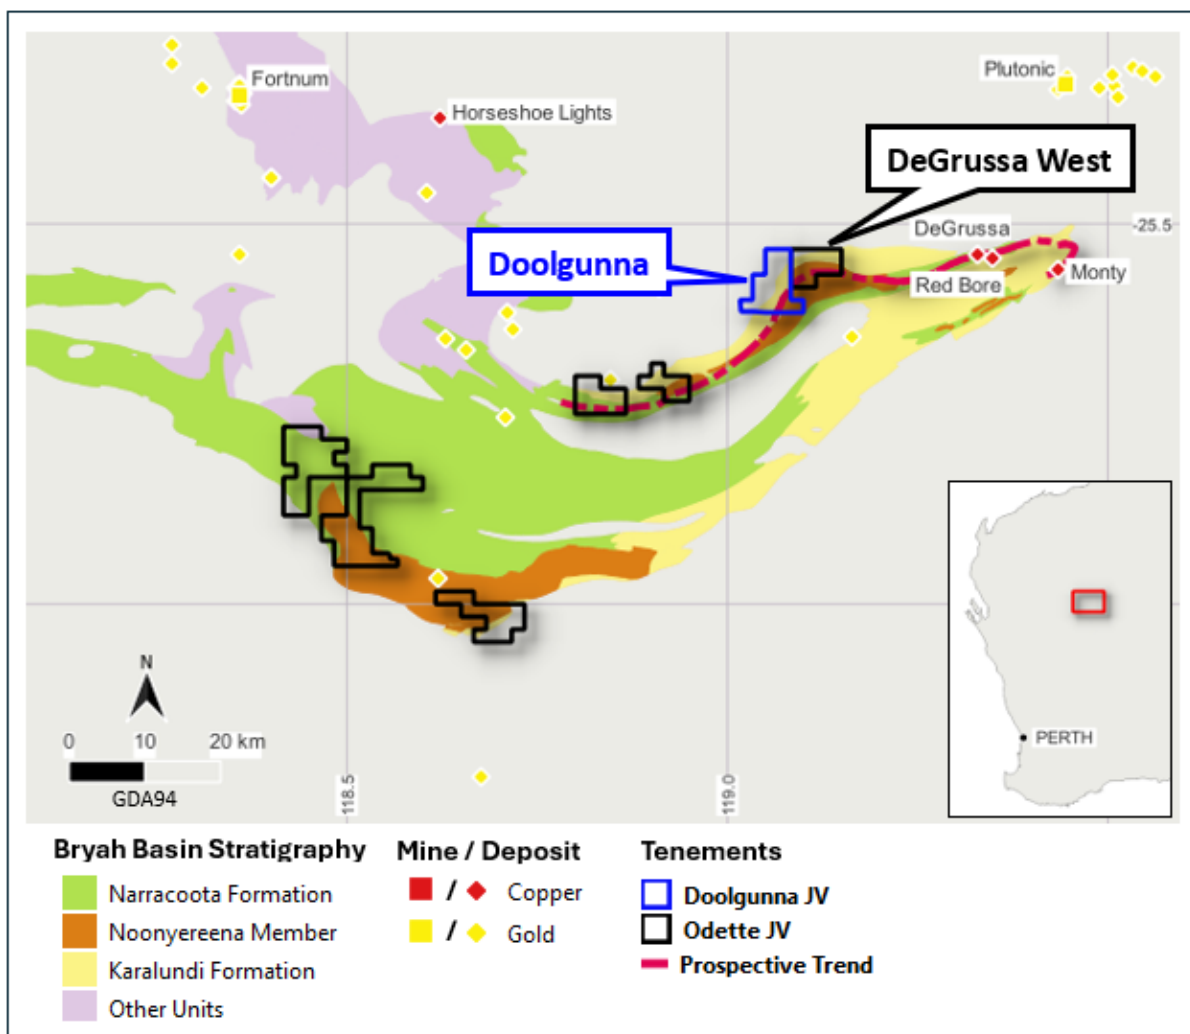 Fortnum
Plutonic
Horseshoe Lights
DeGrussa West
-25.5
DeGrussa
Doolgunna
Monty
Red Bore
N
0 10 20 km
GDA94
118.5
119.0
PERTH
Bryah Basin Stratigraphy
Narracoota Formation
Noonyereena Member
Karalundi Formation
Other Units
Mine / Deposit
/ Copper
/ Gold
Tenements
Doolgunna JV
Odette JV
Prospective Trend